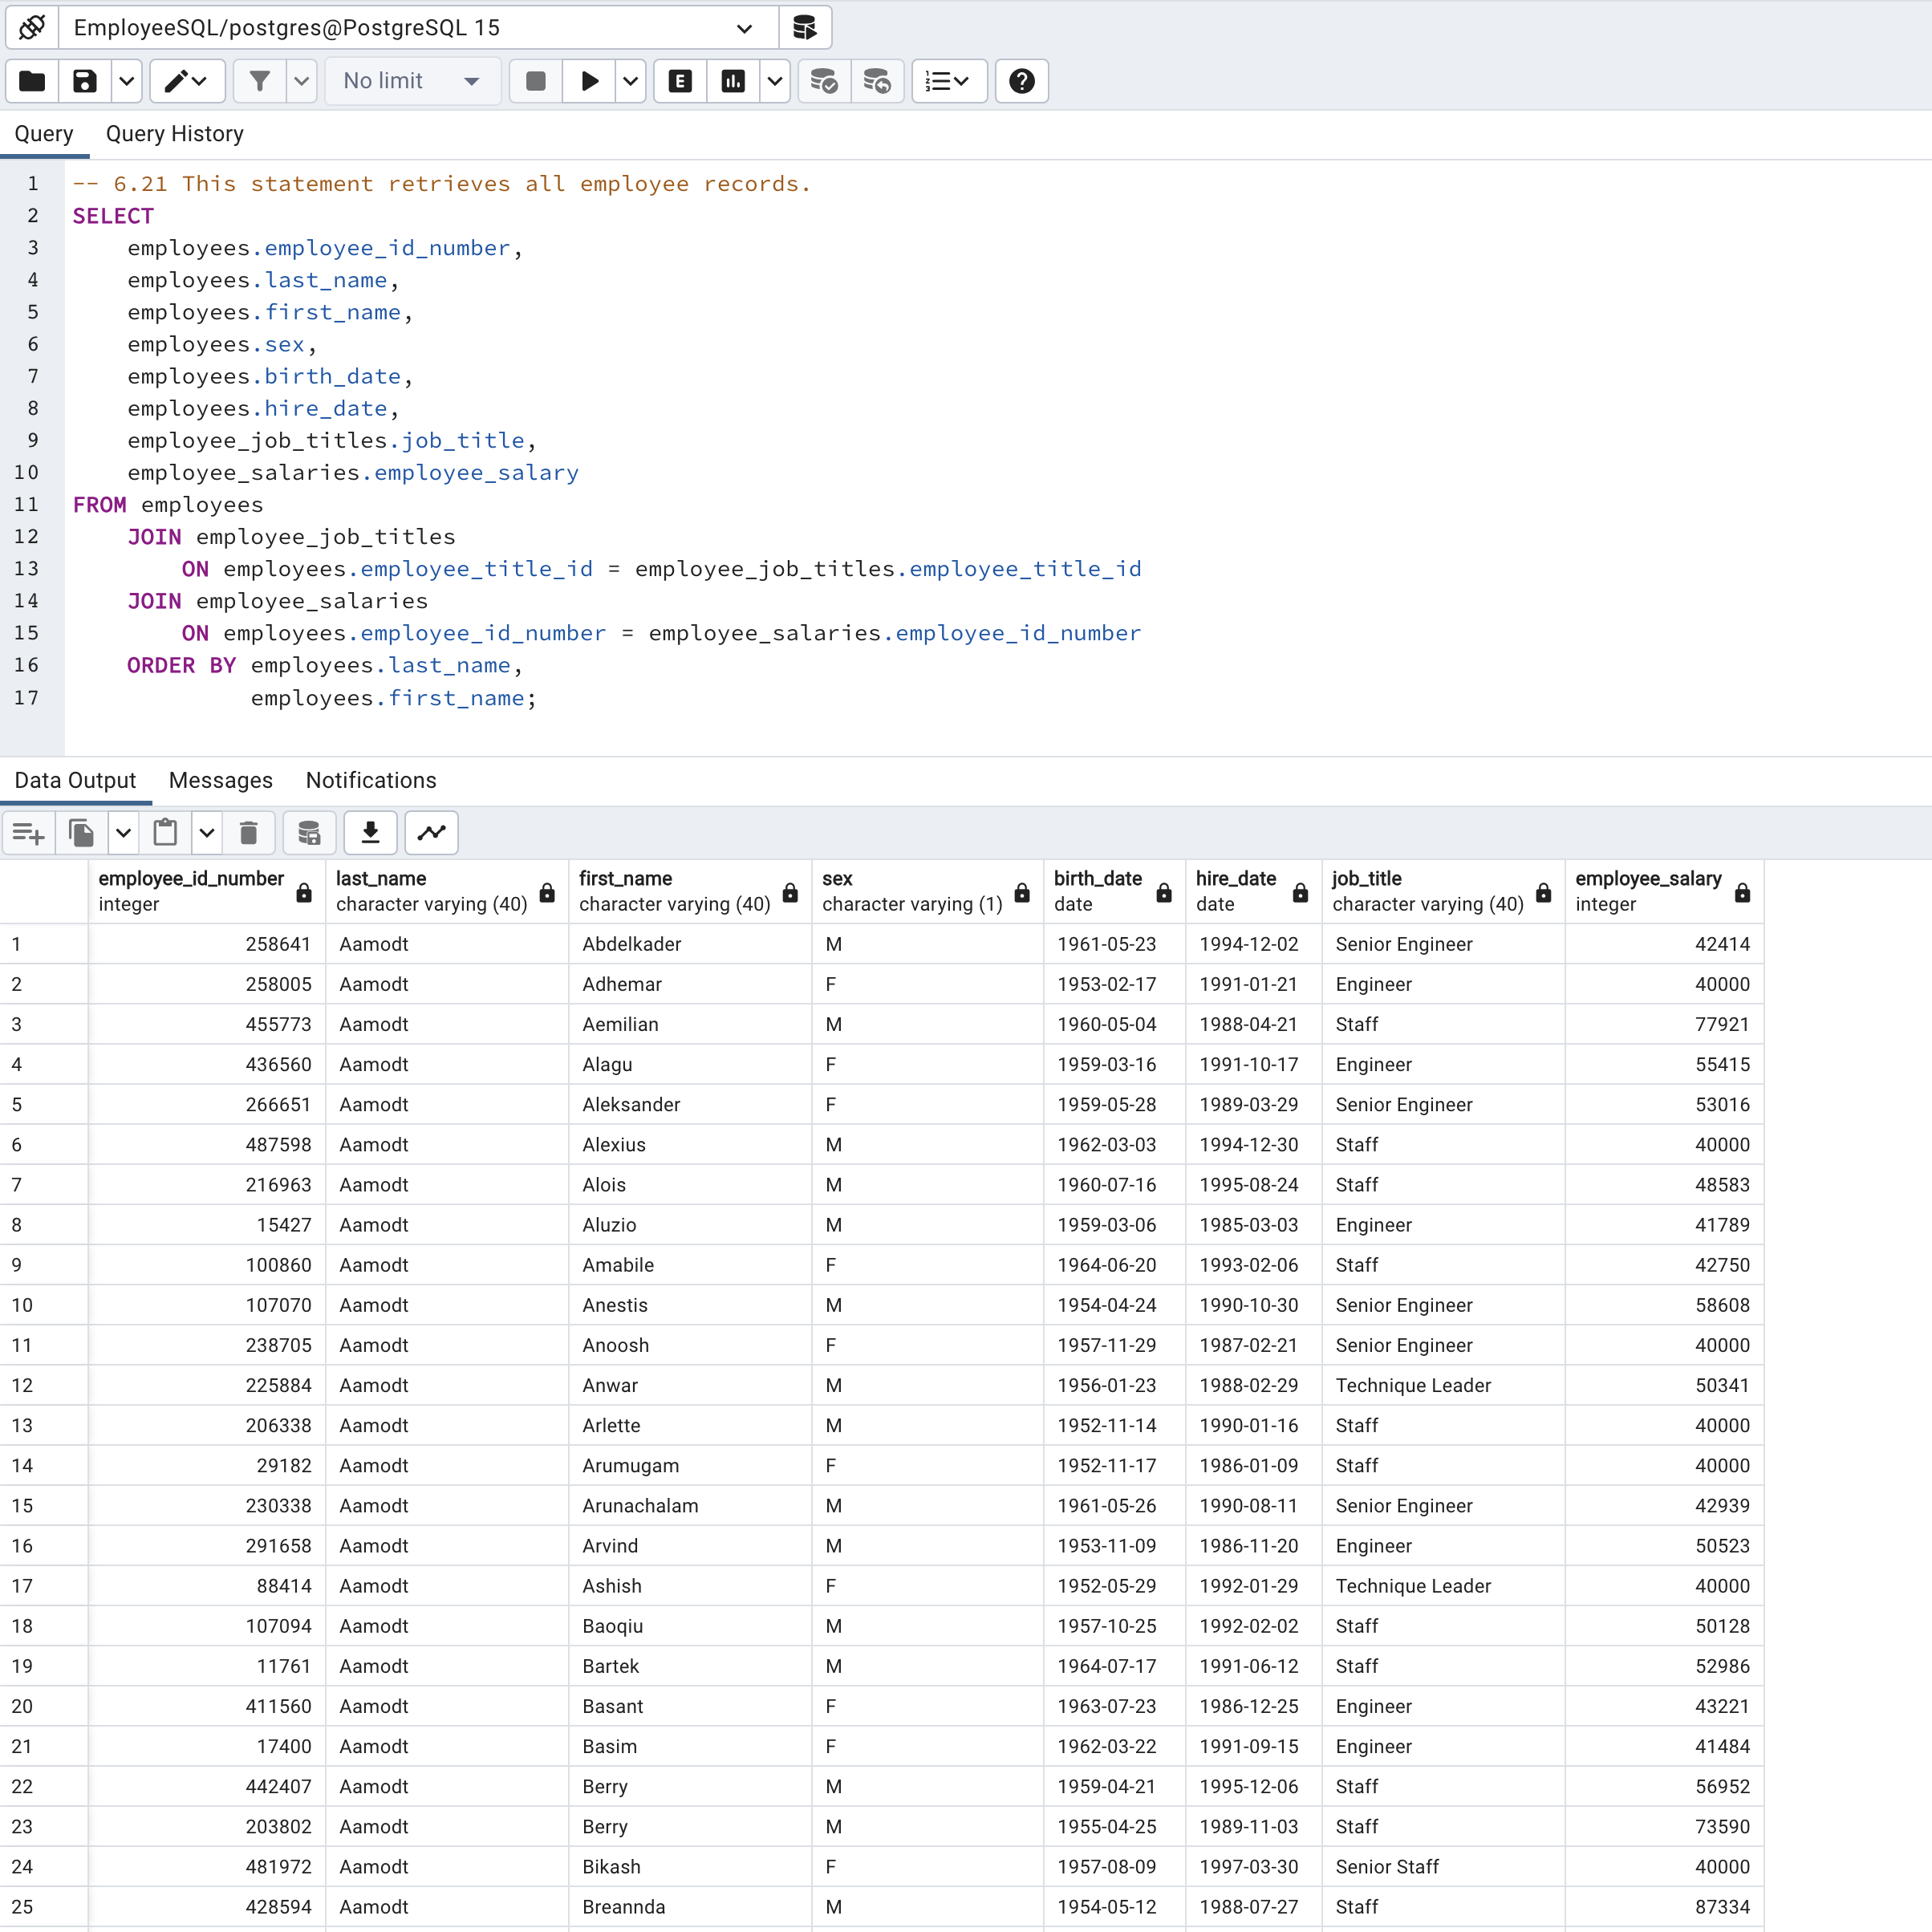 EmployeeSQL/postgres@PostgreSQL 15
No limit
Query Query History
1 -- 6.21 This statement retrieves all employee records.
2 SELECT
3 employees.employee_id_number,
4 employees.last_name,
5 employees.first_name,
6 employees.sex,
7 employees.birth_date,
8 employees.hire_date,
9 employee_job_titles.job_title,
10 employee_salaries.employee_salary
11 FROM employees
12 JOIN employee_job_titles
13 ON employees.employee_title_id = employee_job_titles.employee_title_id
14 JOIN employee_salaries
15 ON employees.employee_id_number = employee_salaries.employee_id_number
16 ORDER BY employees.last_name,
17 employees.first_name;
Data Output Messages Notifications
employee_id_number last_name first_name sex birth_date hire_date job_title employee_salary
integer character varying (40) character varying (40) character varying (1) date date character varying (40) integer
1 258641 Aamodt Abdelkader M 1961-05-23 1994-12-02 Senior Engineer 42414
2 258005 Aamodt Adhemar F 1953-02-17 1991-01-21 Engineer 40000
3 455773 Aamodt Aemilian M 1960-05-04 1988-04-21 Staff 77921
4 436560 Aamodt Alagu F 1959-03-16 1991-10-17 Engineer 55415
5 266651 Aamodt Aleksander F 1959-05-28 1989-03-29 Senior Engineer 53016
6 487598 Aamodt Alexius M 1962-03-03 1994-12-30 Staff 40000
7 216963 Aamodt Alois M 1960-07-16 1995-08-24 Staff 48583
8 15427 Aamodt Aluzio M 1959-03-06 1985-03-03 Engineer 41789
9 100860 Aamodt Amabile F 1964-06-20 1993-02-06 Staff 42750
10 107070 Aamodt Anestis M 1954-04-24 1990-10-30 Senior Engineer 58608
11 238705 Aamodt Anoosh F 1957-11-29 1987-02-21 Senior Engineer 40000
12 225884 Aamodt Anwar M 1956-01-23 1988-02-29 Technique Leader 50341
13 206338 Aamodt Arlette M 1952-11-14 1990-01-16 Staff 40000
14 29182 Aamodt Arumugam F 1952-11-17 1986-01-09 Staff 40000
15 230338 Aamodt Arunachalam M 1961-05-26 1990-08-11 Senior Engineer 42939
16 291658 Aamodt Arvind M 1953-11-09 1986-11-20 Engineer 50523
17 88414 Aamodt Ashish F 1952-05-29 1992-01-29 Technique Leader 40000
18 107094 Aamodt Baoqiu M 1957-10-25 1992-02-02 Staff 50128
19 11761 Aamodt Bartek M 1964-07-17 1991-06-12 Staff 52986
20 411560 Aamodt Basant F 1963-07-23 1986-12-25 Engineer 43221
21 17400 Aamodt Basim F 1962-03-22 1991-09-15 Engineer 41484
22 442407 Aamodt Berry M 1959-04-21 1995-12-06 Staff 56952
23 203802 Aamodt Berry M 1955-04-25 1989-11-03 Staff 73590
24 481972 Aamodt Bikash F 1957-08-09 1997-03-30 Senior Staff 40000
25 428594 Aamodt Breannda M 1954-05-12 1988-07-27 Staff 87334